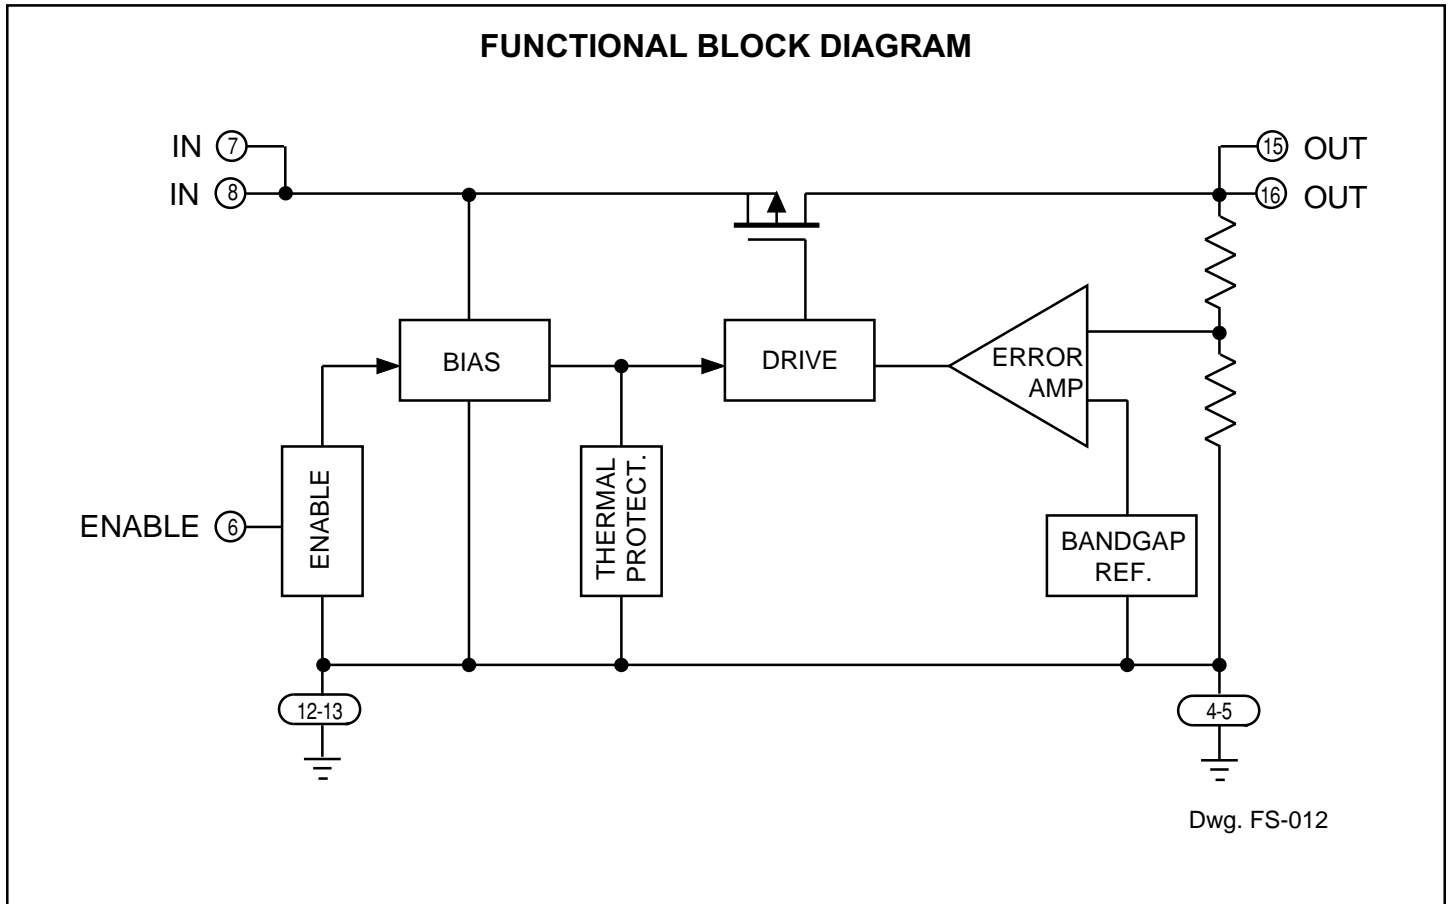 FUNCTIONAL BLOCK DIAGRAM
IN 7
15 OUT
IN 8
16 OUT
BIAS
DRIVE
ERROR
AMP
ENABLE 6
ENABLE
THERMAL
PROTECT.
BANDGAP
REF.
12-13
4-5
Dwg. FS-012